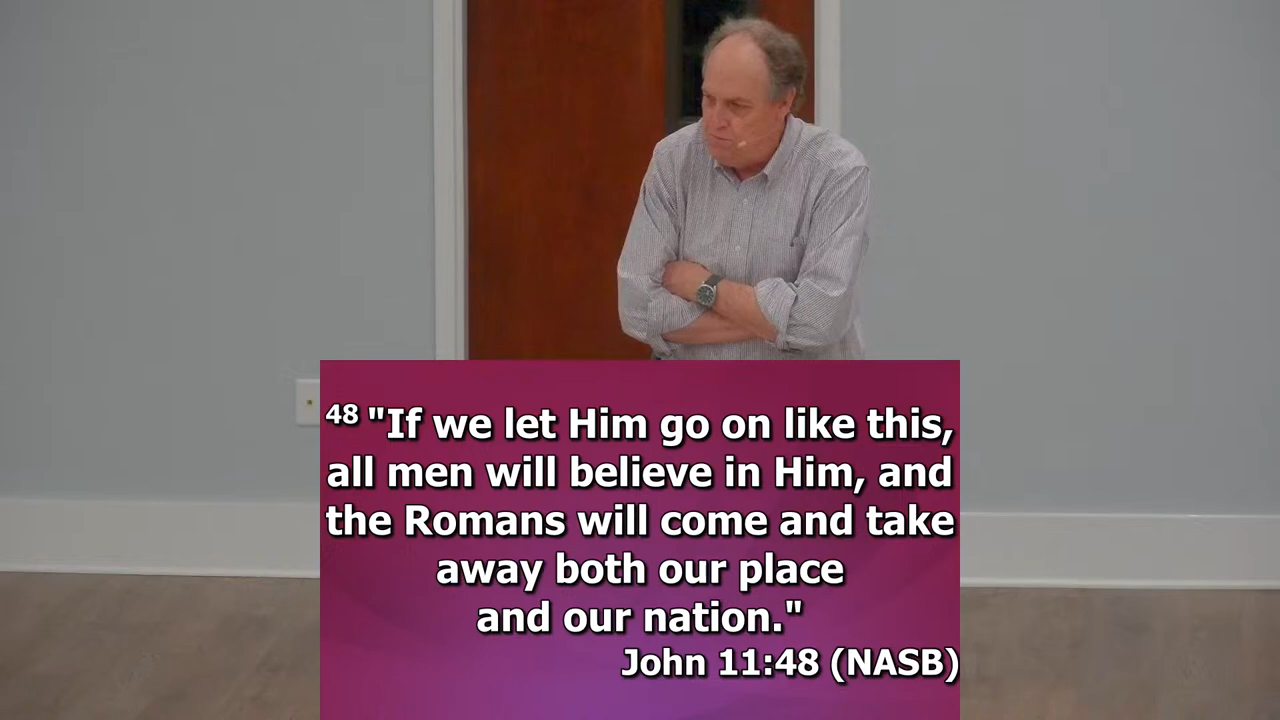 48 "If we let Him go on like this,
all men will believe in Him, and
the Romans will come and take
away both our place
and our nation."
John 11:48 (NASB)